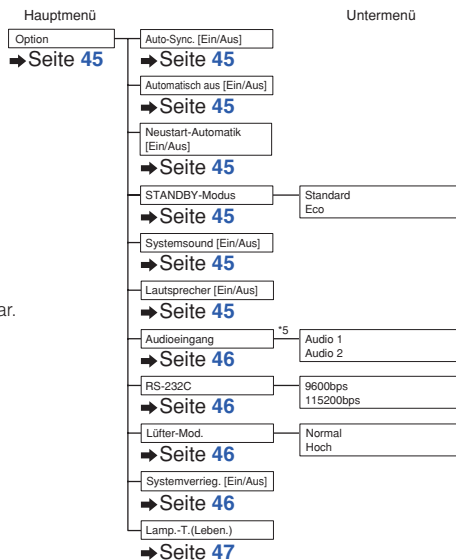 Hauptmenü
Untermenü
Option
➔Seite 45
Auto-Sync. [Ein/Aus]
➔Seite 45
Automatisch aus [Ein/Aus]
➔Seite 45
Neustart-Automatik
[Ein/Aus]
➔Seite 45
STANDBY-Modus
Standard
Eco
➔Seite 45
Systemsound [Ein/Aus]
➔Seite 45
Lautsprecher [Ein/Aus]
➔Seite 45
ar.
Audioeingang
*5
Audio 1
Audio 2
➔Seite 46
RS-232C
9600bps
115200bps
➔Seite 46
Lüfter-Mod.
Normal
Hoch
➔Seite 46
Systemverrieg. [Ein/Aus]
➔Seite 46
Lamp.-T.(Leben.)
➔Seite 47